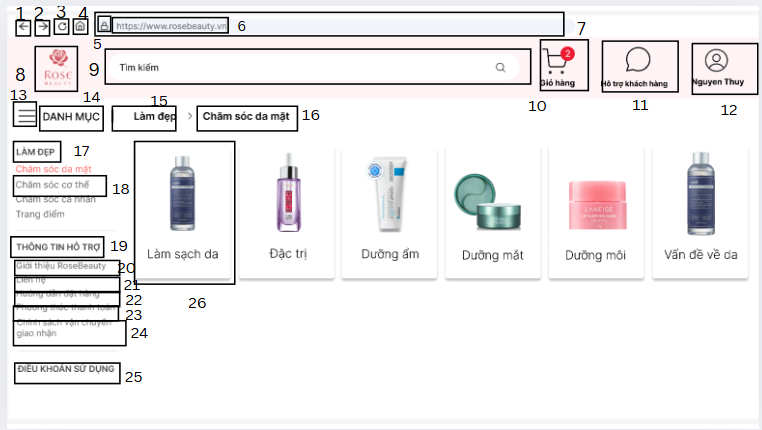 1 2 3 4
https://www.rosebeauty.vn 6
5 7
8 ROSE BEAUTY 9 Tìm kiếm 2
Giỏ hàng Hỗ trợ khách hàng Nguyen Thuy
10 11 12
13 14 15
DANH MỤC Làm đẹp > Chăm sóc da mặt 16
LÀM ĐẸP 17
Chăm sóc da mặt
Chăm sóc cơ thể 18
Chăm sóc cá nhân
Trang điểm
THÔNG TIN HỖ TRỢ 19
Giới thiệu RoseBeauty 20
Liên hệ 21
Hướng dẫn đặt hàng 22
Phương thức thanh toán 23
Chính sách vận chuyển
giao nhận 24
ĐIỀU KHOẢN SỬ DỤNG 25
LANEIGE
Làm sạch da Đặc trị Dưỡng ẩm Dưỡng mắt Dưỡng môi Vấn đề về da
26